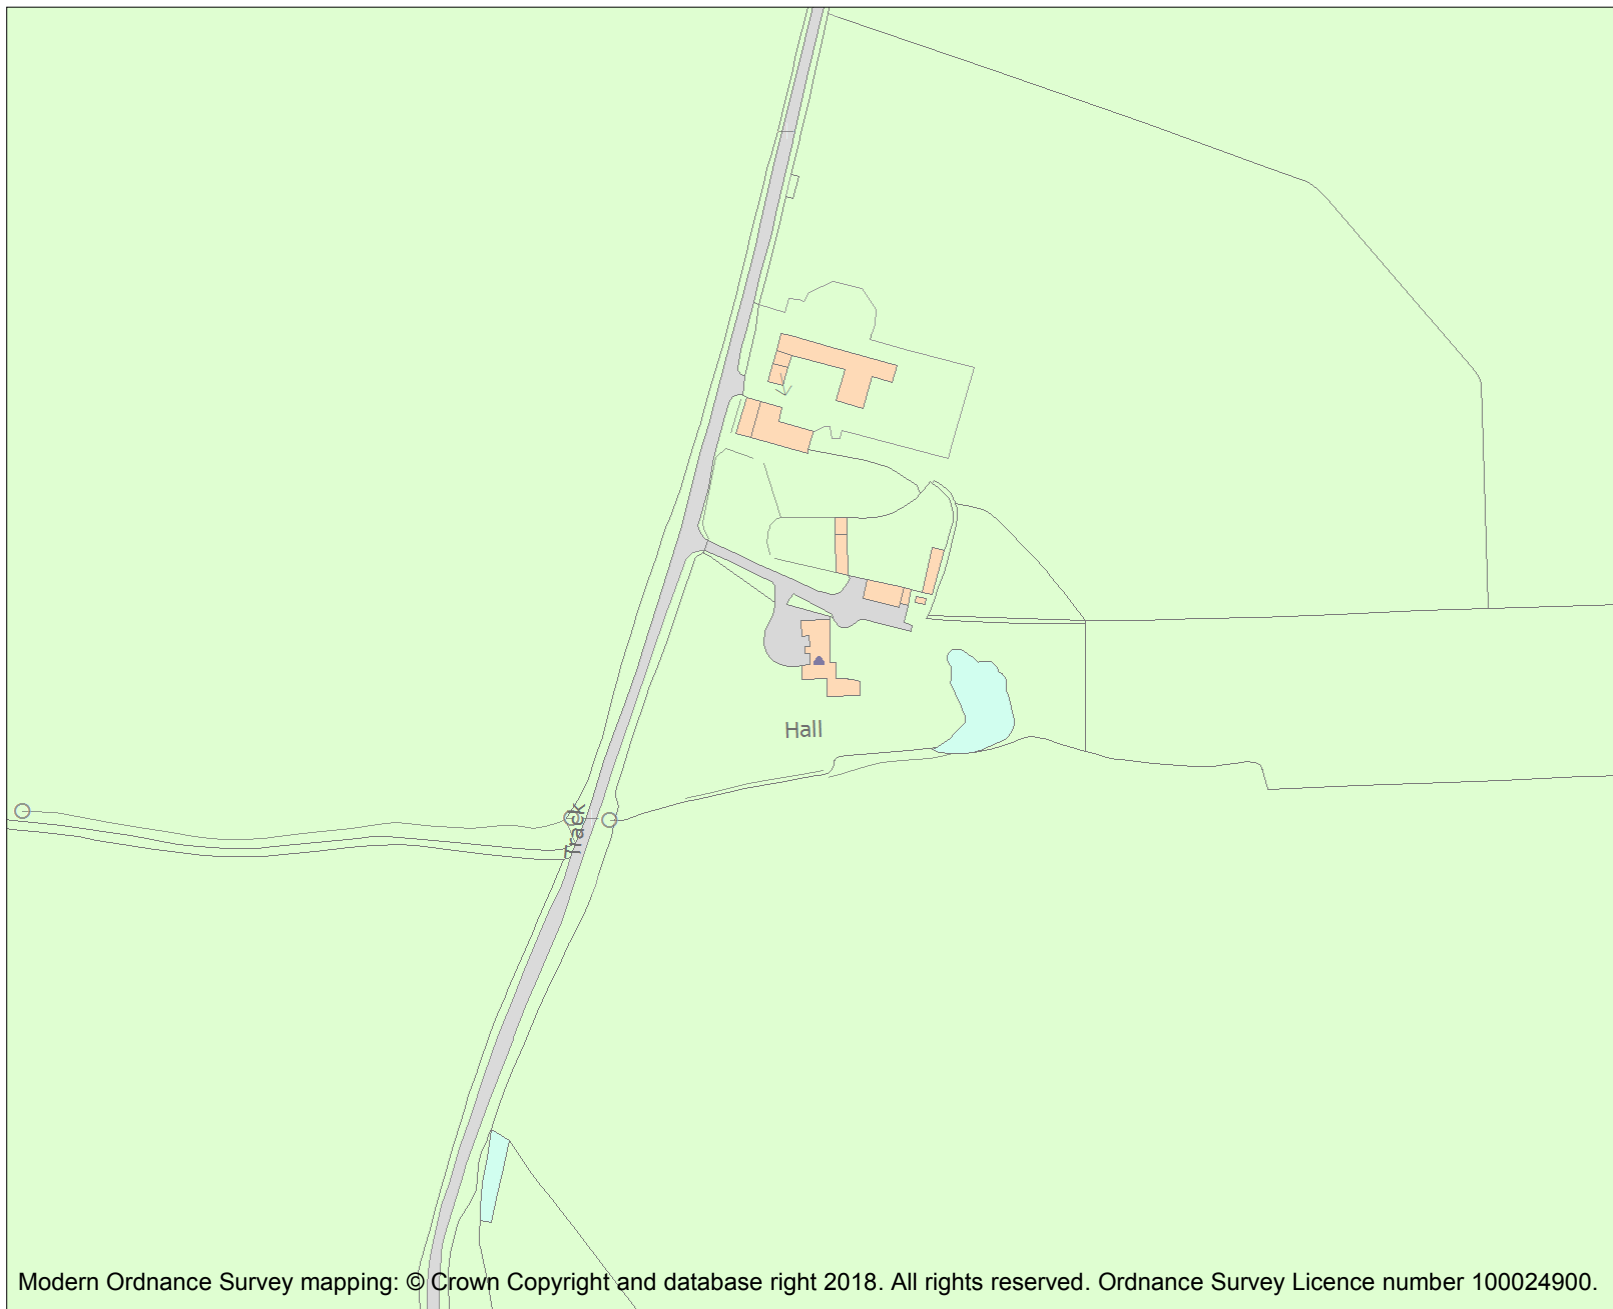 Hall
Track
Modern Ordnance Survey mapping: © Crown Copyright and database right 2018. All rights reserved. Ordnance Survey Licence number 100024900.